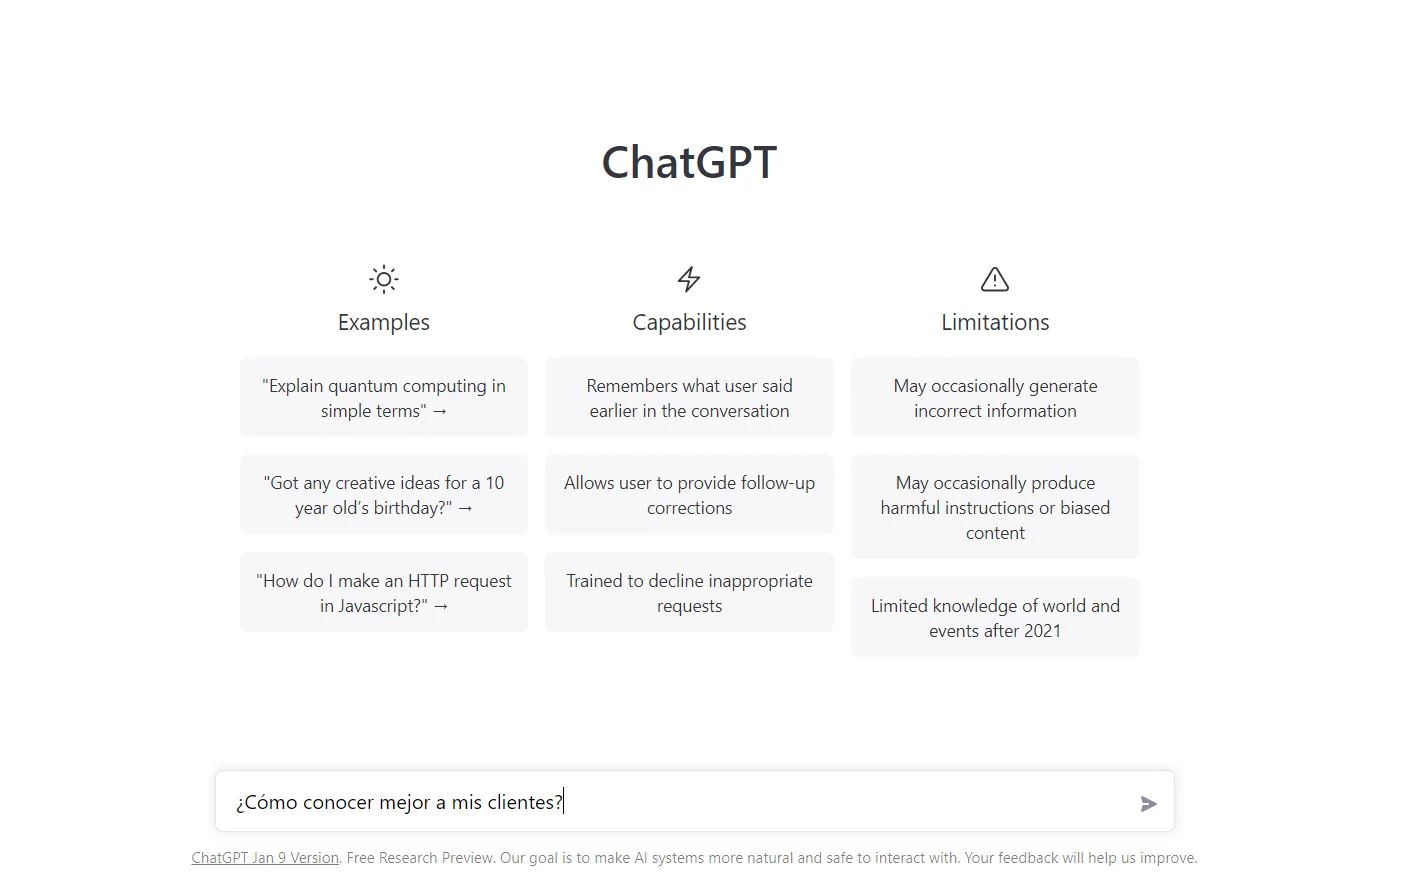 ChatGPT
Examples
"Explain quantum computing in
simple terms" →
"Got any creative ideas for a 10
year old’s birthday?" →
"How do I make an HTTP request
in Javascript?" →
Capabilities
Remembers what user said
earlier in the conversation
Allows user to provide follow-up
corrections
Trained to decline inappropriate
requests
Limitations
May occasionally generate
incorrect information
May occasionally produce
harmful instructions or biased
content
Limited knowledge of world and
events after 2021
¿Cómo conocer mejor a mis clientes?
ChatGPT Jan 9 Version. Free Research Preview. Our goal is to make AI systems more natural and safe to interact with. Your feedback will help us improve.